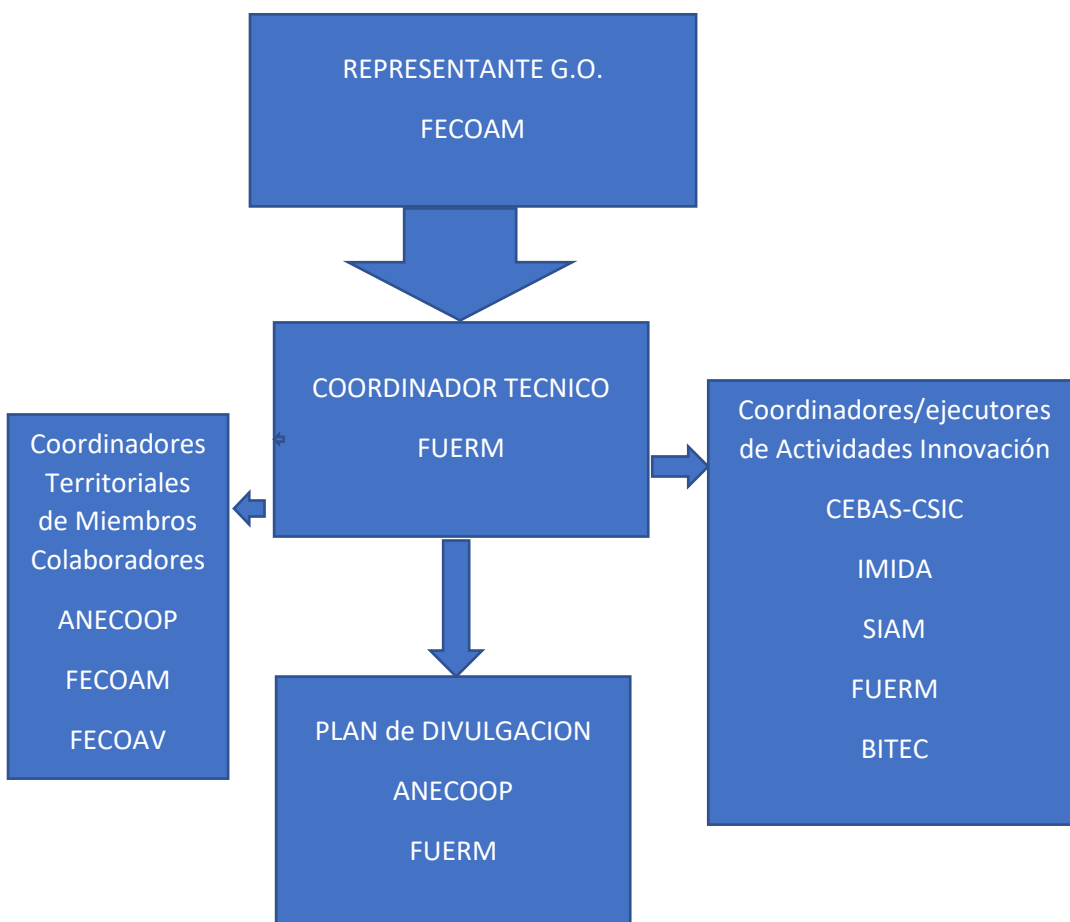 REPRESENTANTE G.O.
FECOAM
COORDINADOR TECNICO
FUERM
Coordinadores
Territoriales
de Miembros
Colaboradores
ANECOOP
FECOAM
FECOAV
PLAN de DIVULGACION
ANECOOP
FUERM
Coordinadores/ejecutores
de Actividades Innovación
CEBAS-CSIC
IMIDA
SIAM
FUERM
BITEC